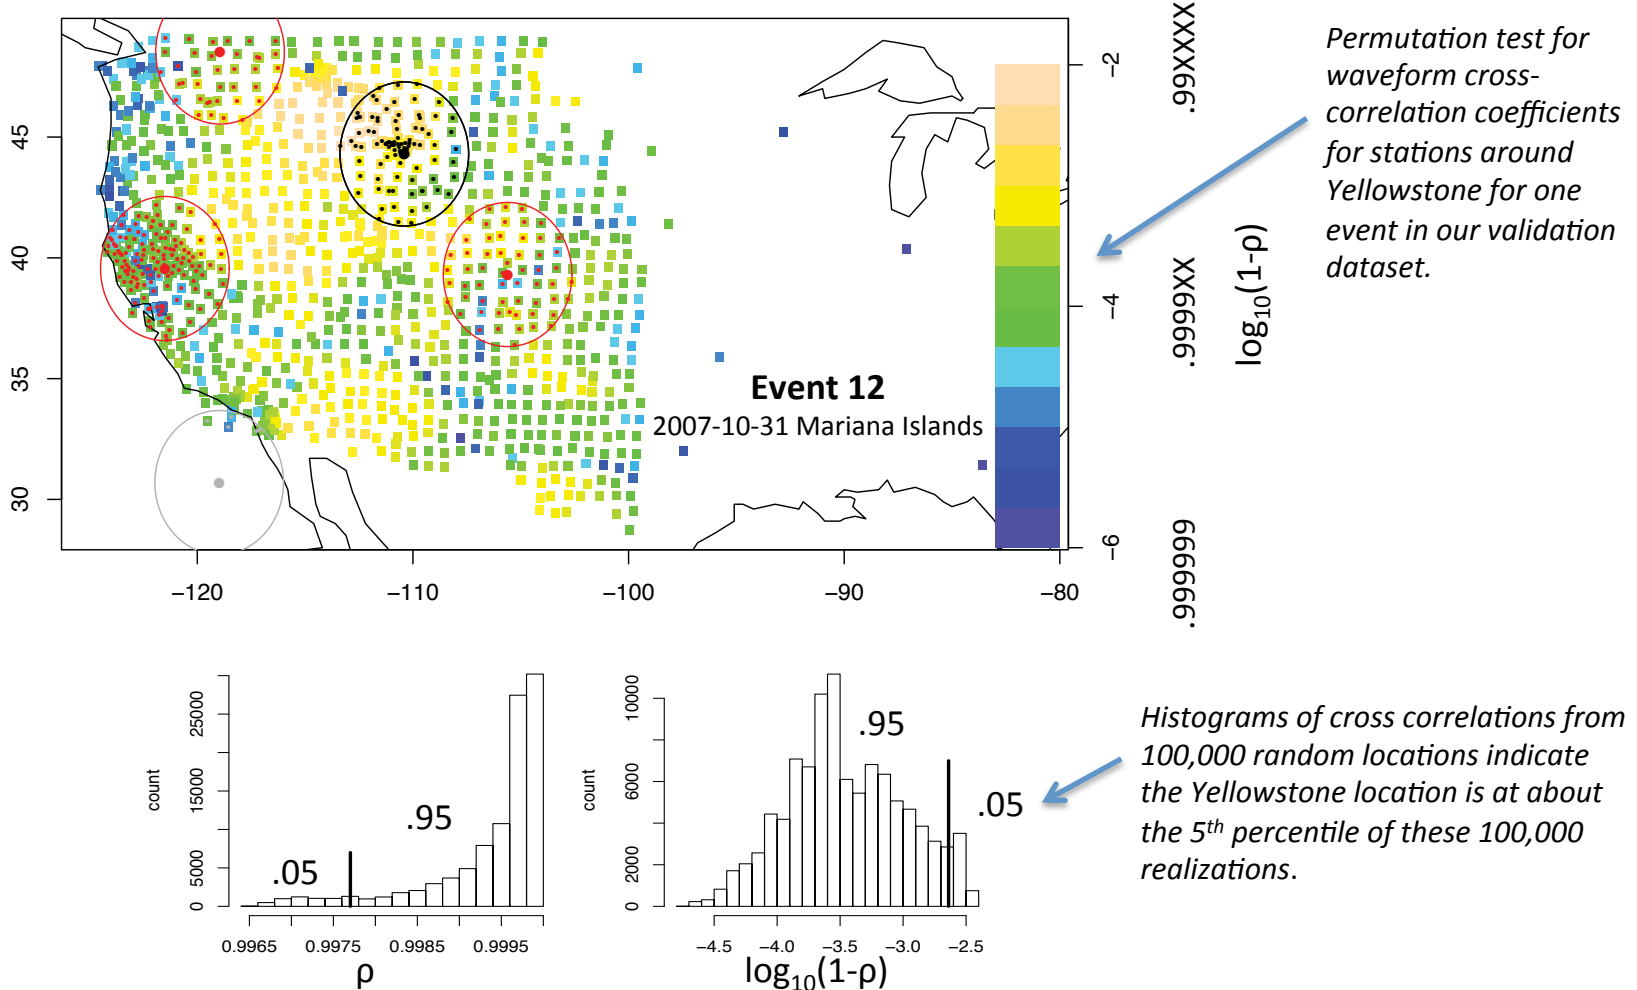 45
40
35
30
−120
−110
−100
−90
−80
Event 12
2007-10-31 Mariana Islands
−2
−4
−6
.99XXXX
.9999XX
.999999
log10(1-ρ)
Permutation test for
waveform cross-
correlation coefficients
for stations around
Yellowstone for one
event in our validation
dataset.
count
0
5000
15000
25000
.05
.95
0.9965
0.9975
0.9985
0.9995
ρ
count
0
2000
6000
10000
.95
.05
−4.5
−4.0
−3.5
−3.0
−2.5
log10(1-ρ)
Histograms of cross correlations from
100,000 random locations indicate
the Yellowstone location is at about
the 5th percentile of these 100,000
realizations.